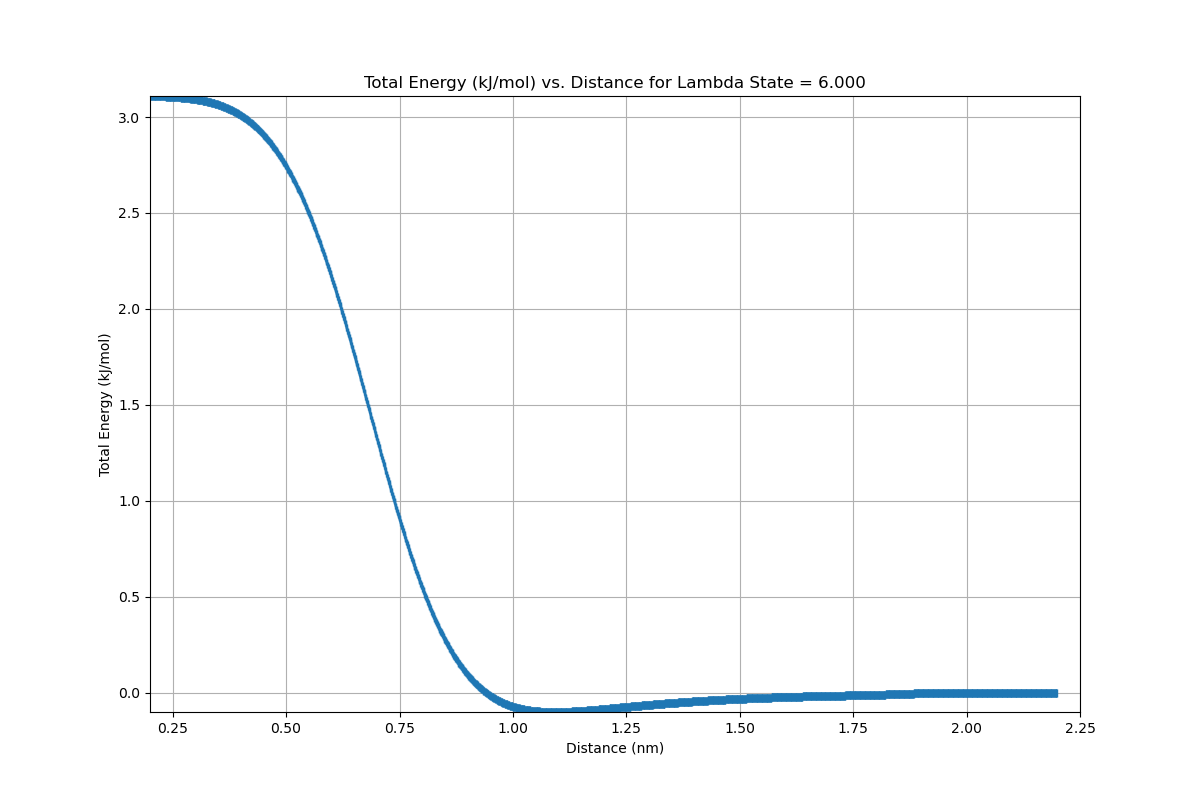 Total Energy (kJ/mol) vs. Distance for Lambda State = 6.000
3.0
2.5
2.0
1.5
1.0
0.5
0.0
Total Energy (kJ/mol)
0.25 0.50 0.75 1.00 1.25 1.50 1.75 2.00 2.25
Distance (nm)